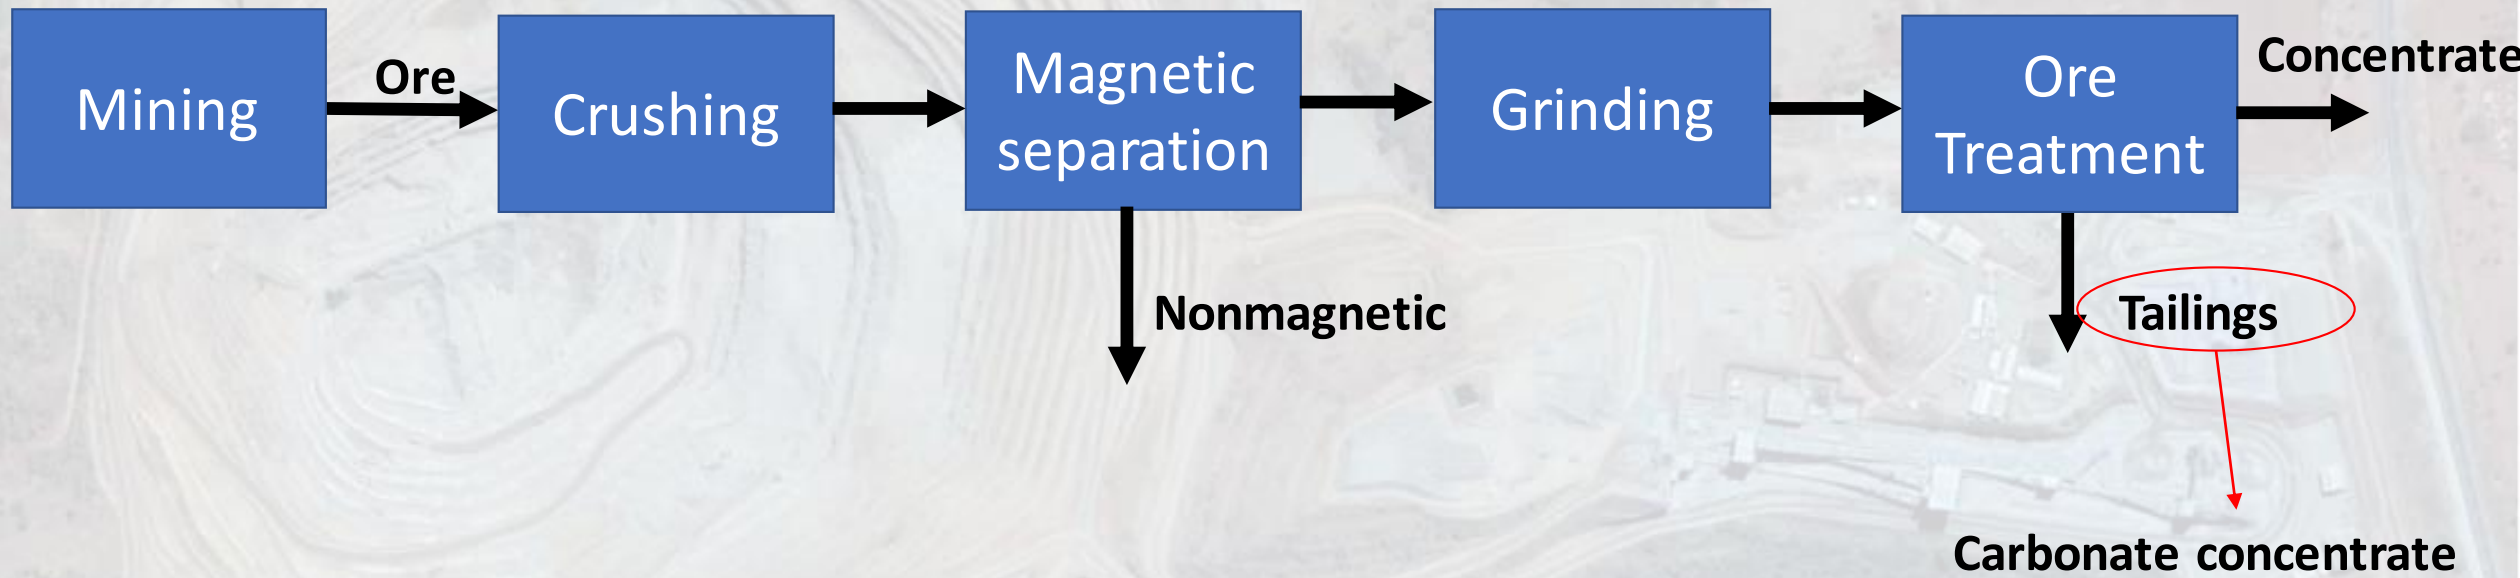 Mining
Ore
Crushing
Magnetic
separation
Grinding
Ore
Treatment
Concentrate
Nonmagnetic
Tailings
Carbonate concentrate